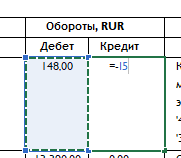 Обороты, RUR
Дебет Кредит
148,00 =-I5